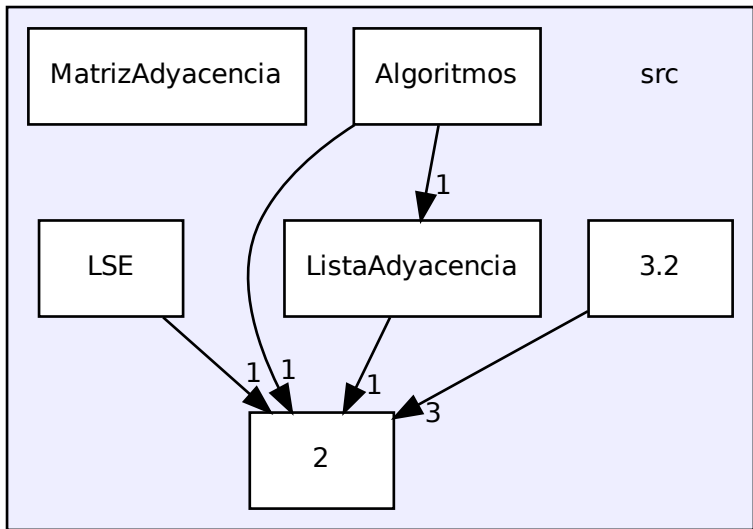 MatrizAdyacencia
Algoritmos
src
1
LSE
ListaAdyacencia
3.2
1
1
1
3
2